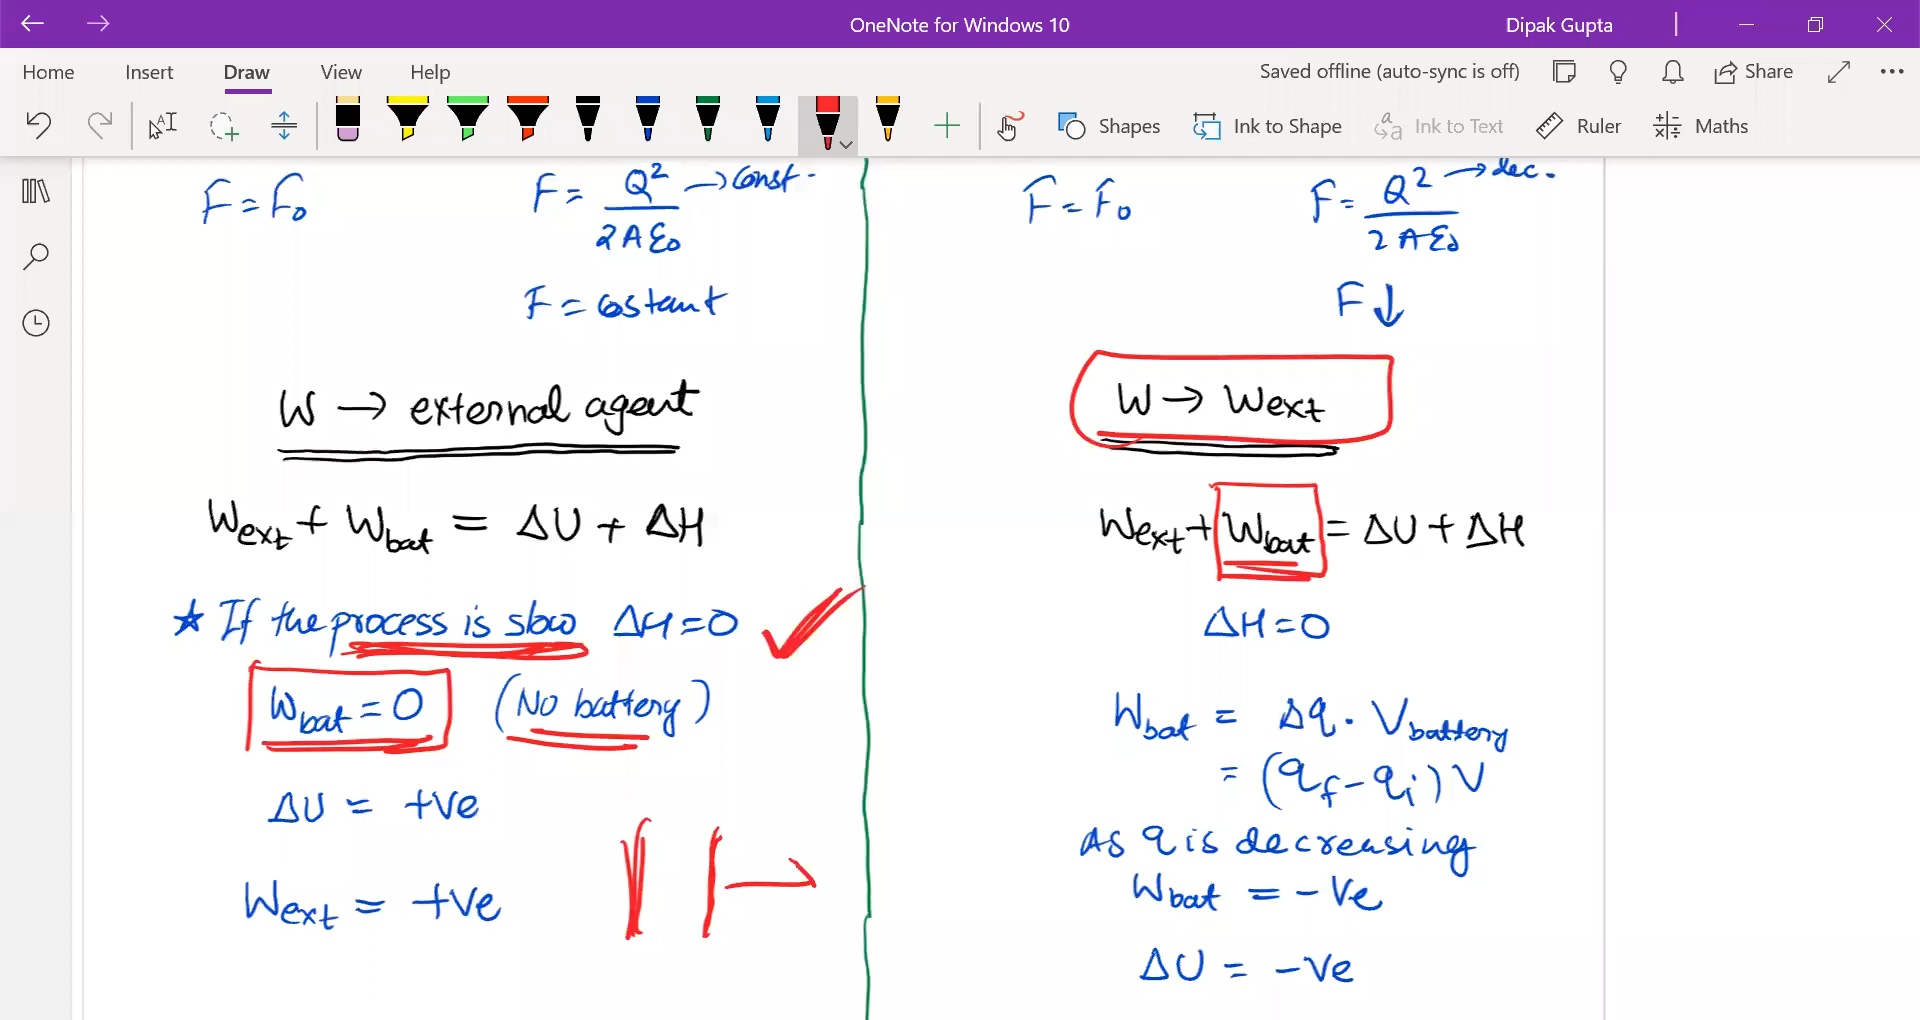 OneNote for Windows 10
Dipak Gupta
Home Insert Draw View Help
Saved offline (auto-sync is off)
Share
Shapes
Ink to Shape
Ink to Text
Ruler
Maths
F = F₀
F = Q²/2Aε₀ → const.
F = costant
W → external agent
Wext + Wbat = ΔU + ΔH
★ If the process is slow ΔH = 0
Wbat = 0 (No battery)
ΔU = +ve
Wext = +ve
F = F₀
F = Q²/2Aε₀ → dec.
F↓
W → Wext
Wext + Wbat = ΔU + ΔH
ΔH = 0
Wbat = Δq. Vbattery
= (qf - qi) V
As q is decreasing
Wbat = -ve
ΔU = -ve